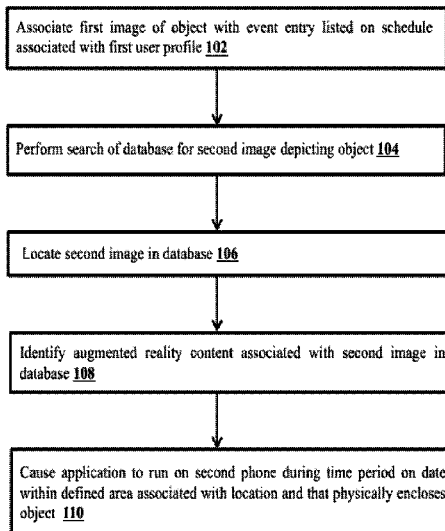 Associate first image of object with event entry listed on schedule
associated with first user profile 102
Perform search of database for second image depicting object 104
Locate second image in database 106
Identify augmented reality content associated with second image in
database 108
Cause application to run on second phone during time period on date
within defined area associated with location and that physically encloses
object 110